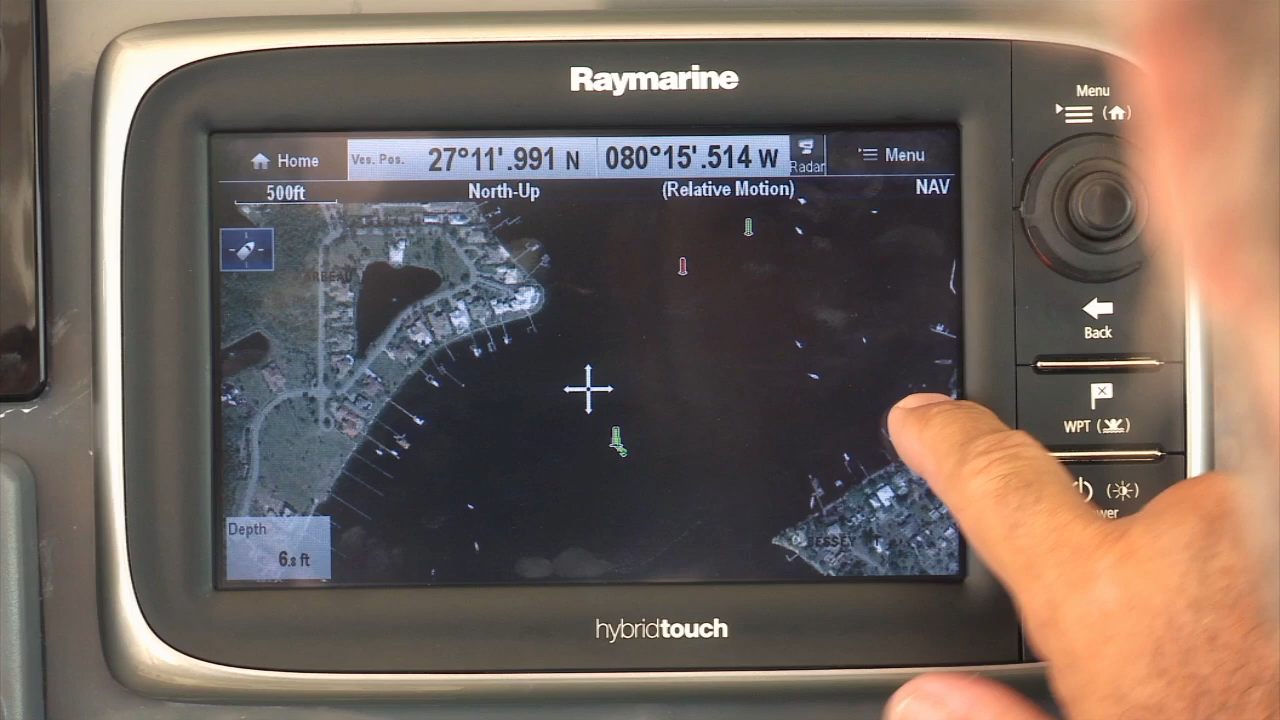 Raymarine
Menu
Home
Ves. Pos.
27°11'.991 N
080°15'.514 W
Radar
Menu
500ft
North-Up
(Relative Motion)
NAV
Back
WPT
Depth
6.8 ft
hybridtouch